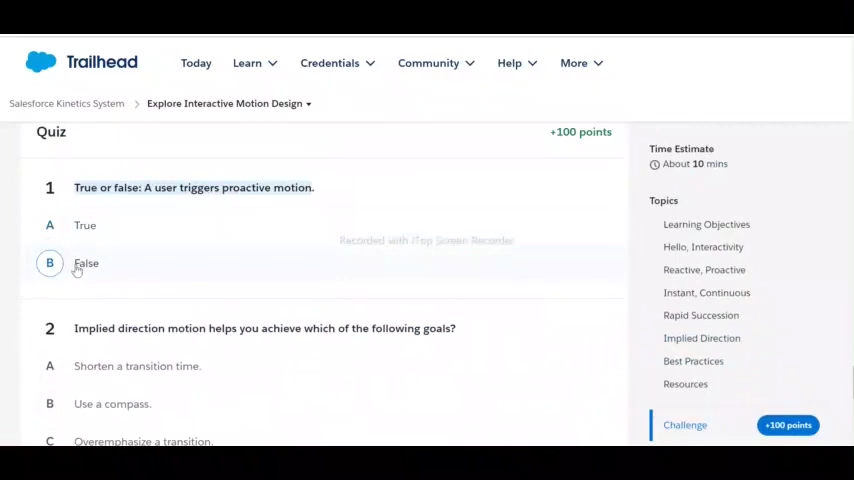 Trailhead
Today Learn Credentials Community Help More
Salesforce Kinetics System > Explore Interactive Motion Design
Quiz +100 points
1 True or false: A user triggers proactive motion.
A True
B False
2 Implied direction motion helps you achieve which of the following goals?
A Shorten a transition time.
B Use a compass.
C Overemphasize a transition.
Recorded with iTop Screen Recorder
Time Estimate
About 10 mins
Topics
Learning Objectives
Hello, Interactivity
Reactive, Proactive
Instant, Continuous
Rapid Succession
Implied Direction
Best Practices
Resources
Challenge +100 points